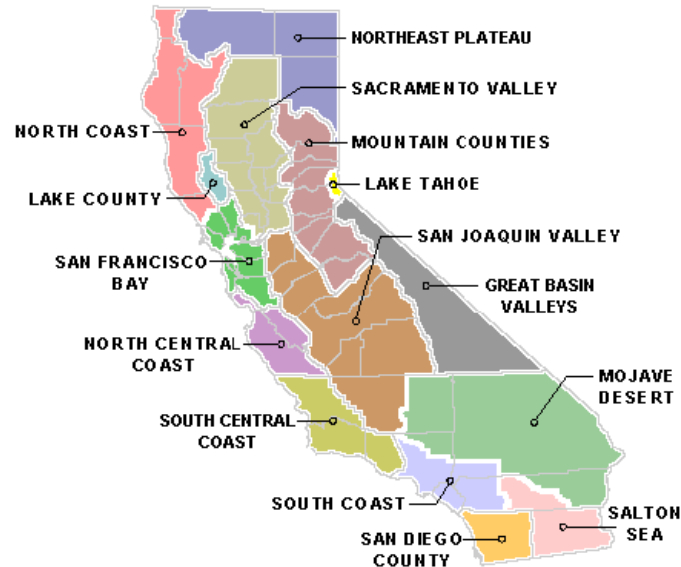 NORTHEAST PLATEAU
SACRAMENTO VALLEY
NORTH COAST
MOUNTAIN COUNTIES
LAKE TAHOE
LAKE COUNTY
SAN JOAQUIN VALLEY
SAN FRANCISCO
BAY
GREAT BASIN
VALLEYS
NORTH CENTRAL
COAST
MOJAVE
DESERT
SOUTH CENTRAL
COAST
SOUTH COAST
SALTON
SEA
SAN DIEGO
COUNTY